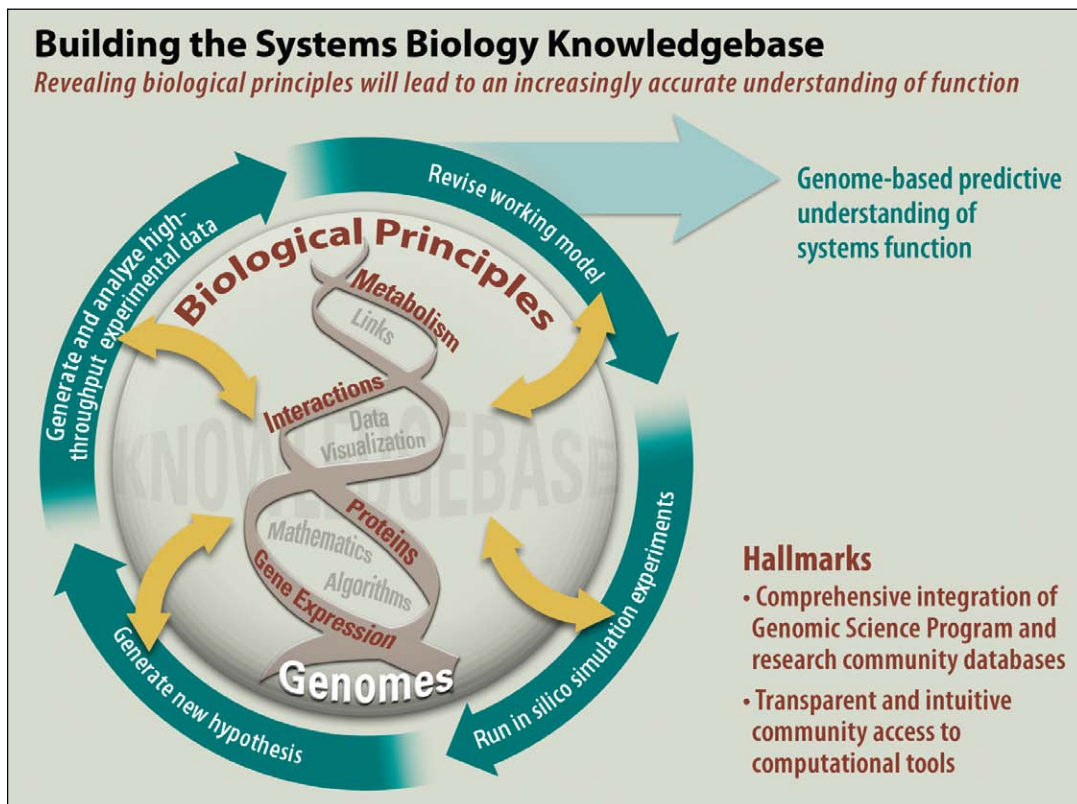 Building the Systems Biology Knowledgebase
Revealing biological principles will lead to an increasingly accurate understanding of function
Revise working model
Genome-based predictive
understanding of
systems function
Generate and analyze high-
throughput experimental data
Biological Principles
Metabolism
Links
Interactions
Data
Visualization
KNOWLEDGEBASE
Proteins
Mathematics
Algorithms
Gene Expression
Genomes
Run in silico simulation experiments
Generate new hypothesis
Hallmarks
• Comprehensive integration of
Genomic Science Program and
research community databases
• Transparent and intuitive
community access to
computational tools